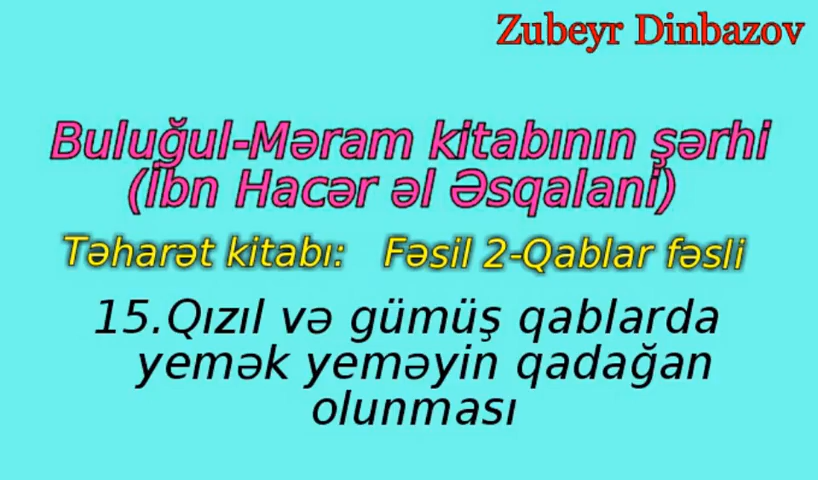 Zubeyr Dinbazov
Buluğul-Məram kitabının şərhi
(İbn Hacər əl Əsqalani)
Təharət kitabı: Fəsil 2-Qablar fəsli
15.Qızıl və gümüş qablarda
yemək yeməyin qadağan
olunması